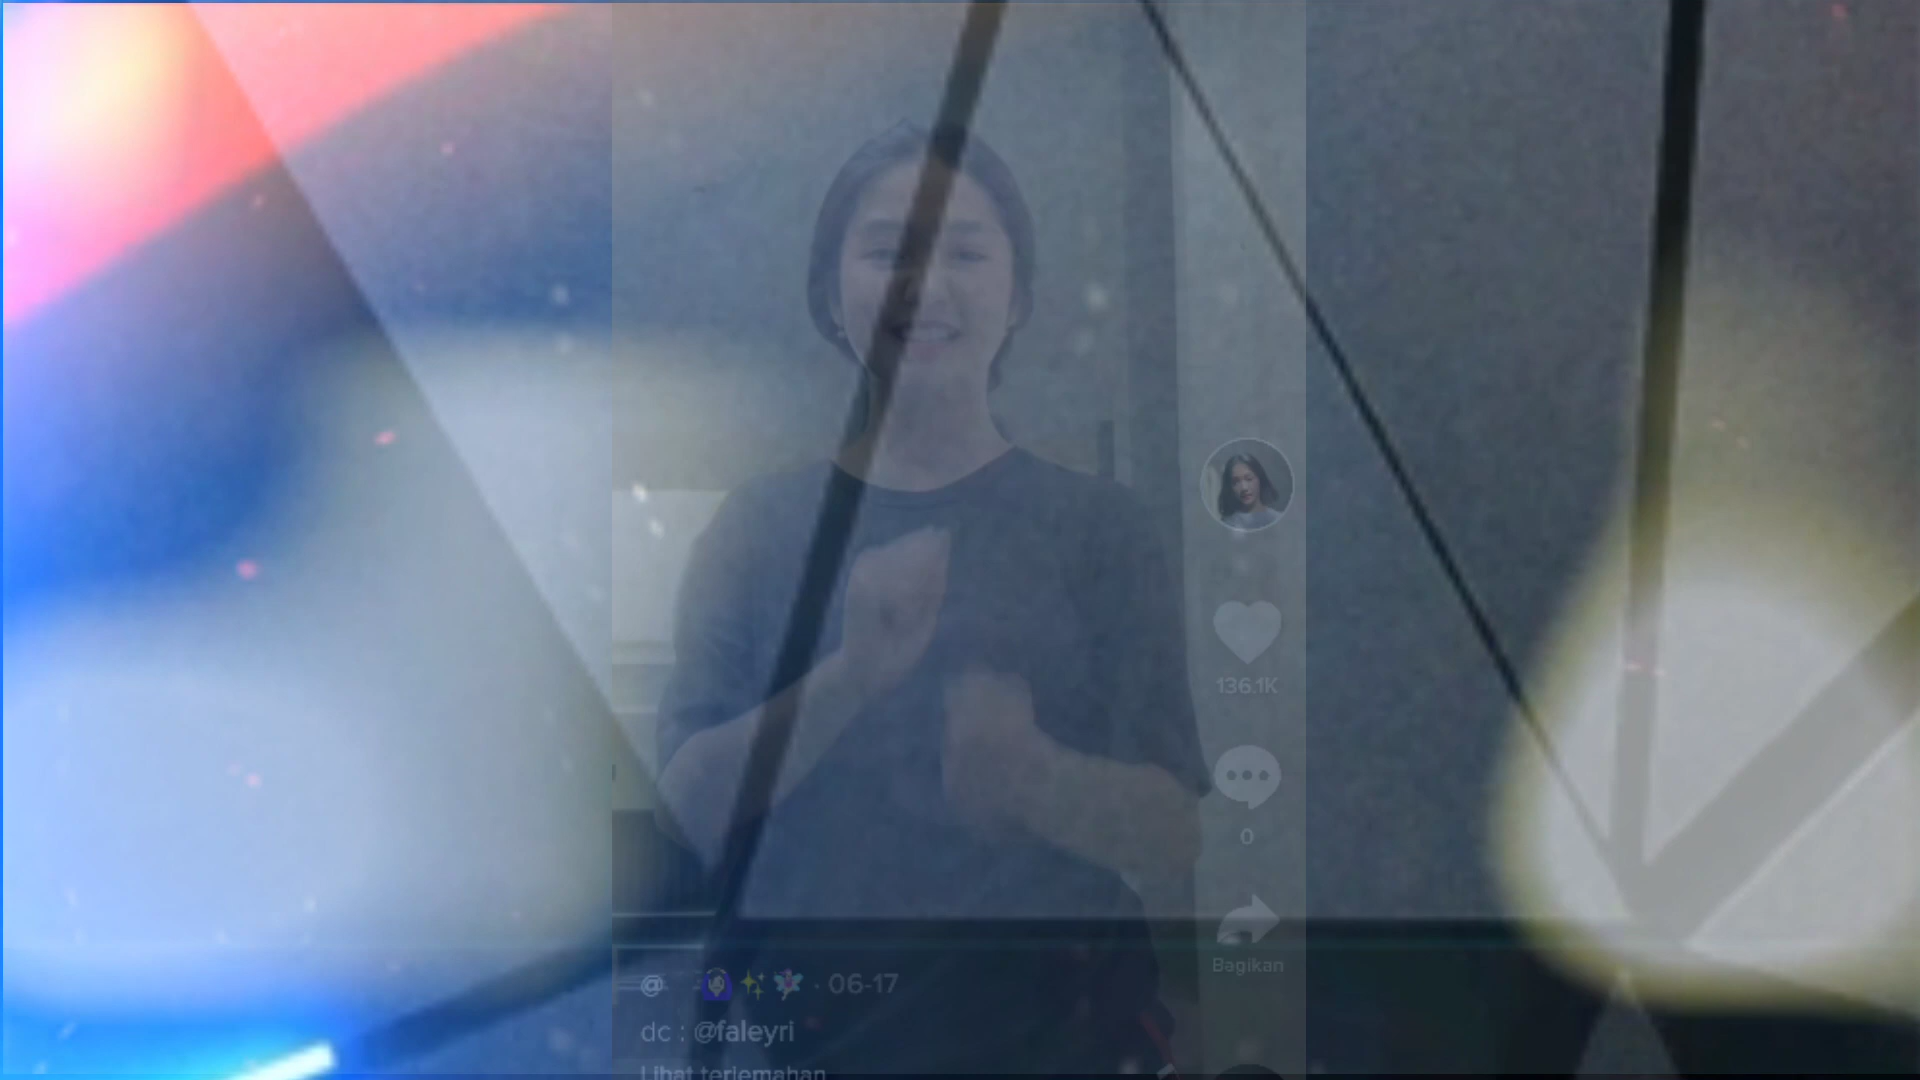 136.1K
0
Bagikan
@ · 06-17
dc : @faleyri
Lihat terjemahan